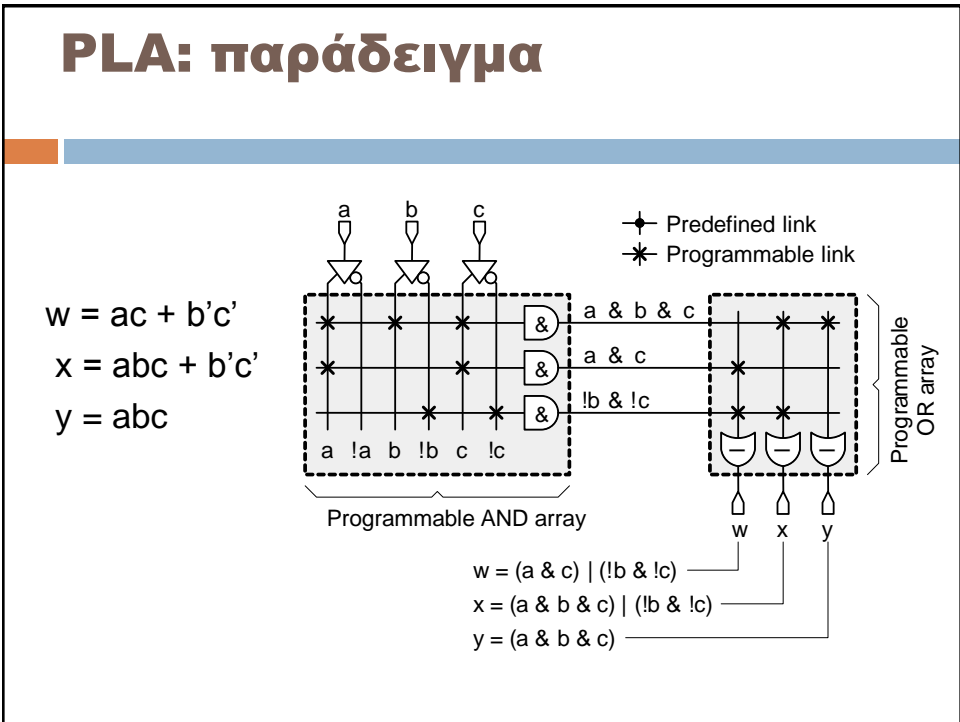 PLA: παράδειγμα
w = ac + b'c'
x = abc + b'c'
y = abc
a b c
Predefined link
Programmable link
& a & b & c
& a & c
& !b & !c
a !a b !b c !c
Programmable AND array
Programmable
OR array
w x y
w = (a & c) | (!b & !c)
x = (a & b & c) | (!b & !c)
y = (a & b & c)